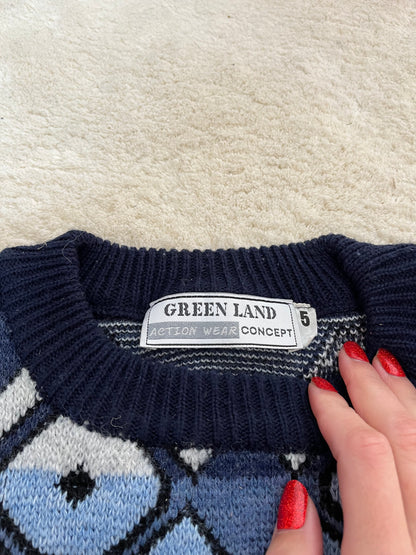 GREEN LAND
ACTION WEAR CONCEPT
5